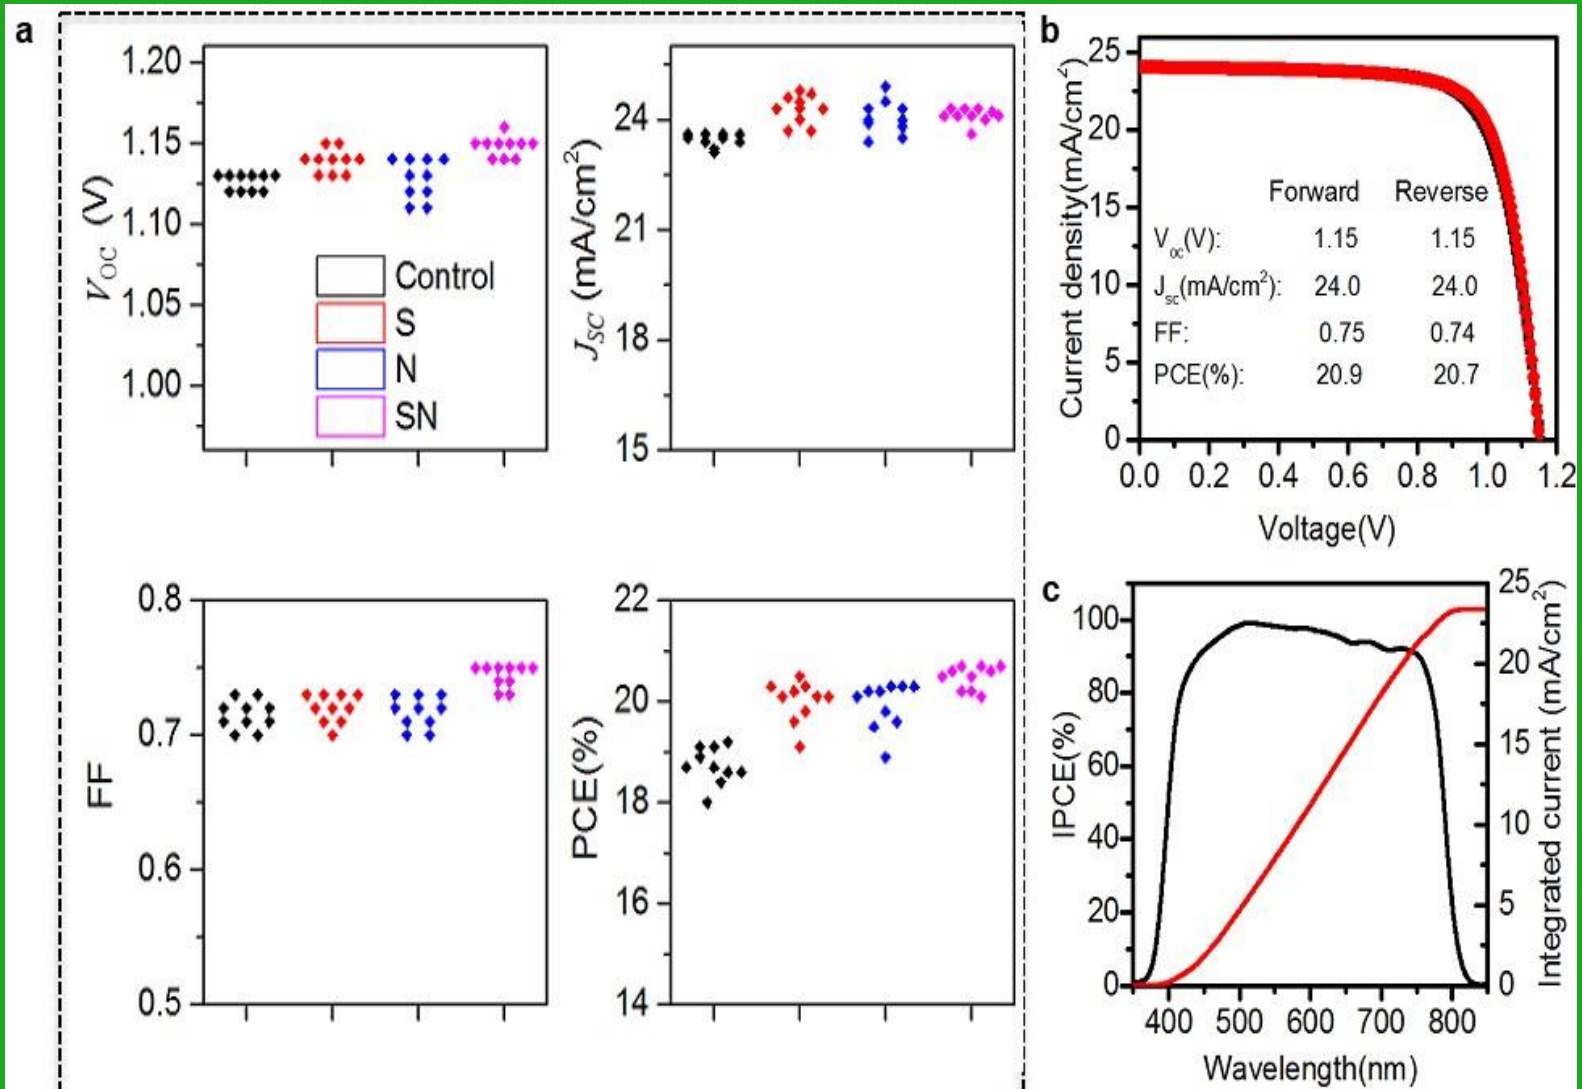 a
1.20
1.15
1.10
1.05
1.00
V_OC (V)
Control
S
N
SN
24
21
18
15
J_SC (mA/cm²)
0.8
0.7
0.6
0.5
FF
22
20
18
16
14
PCE(%)
b
25
20
15
10
5
0
Current density(mA/cm²)
Forward Reverse
V_oc(V): 1.15 1.15
J_sc(mA/cm²): 24.0 24.0
FF: 0.75 0.74
PCE(%): 20.9 20.7
0.0 0.2 0.4 0.6 0.8 1.0 1.2
Voltage(V)
c
100
80
60
40
20
0
IPCE(%)
25
20
15
10
5
0
Integrated current (mA/cm²)
400 500 600 700 800
Wavelength(nm)